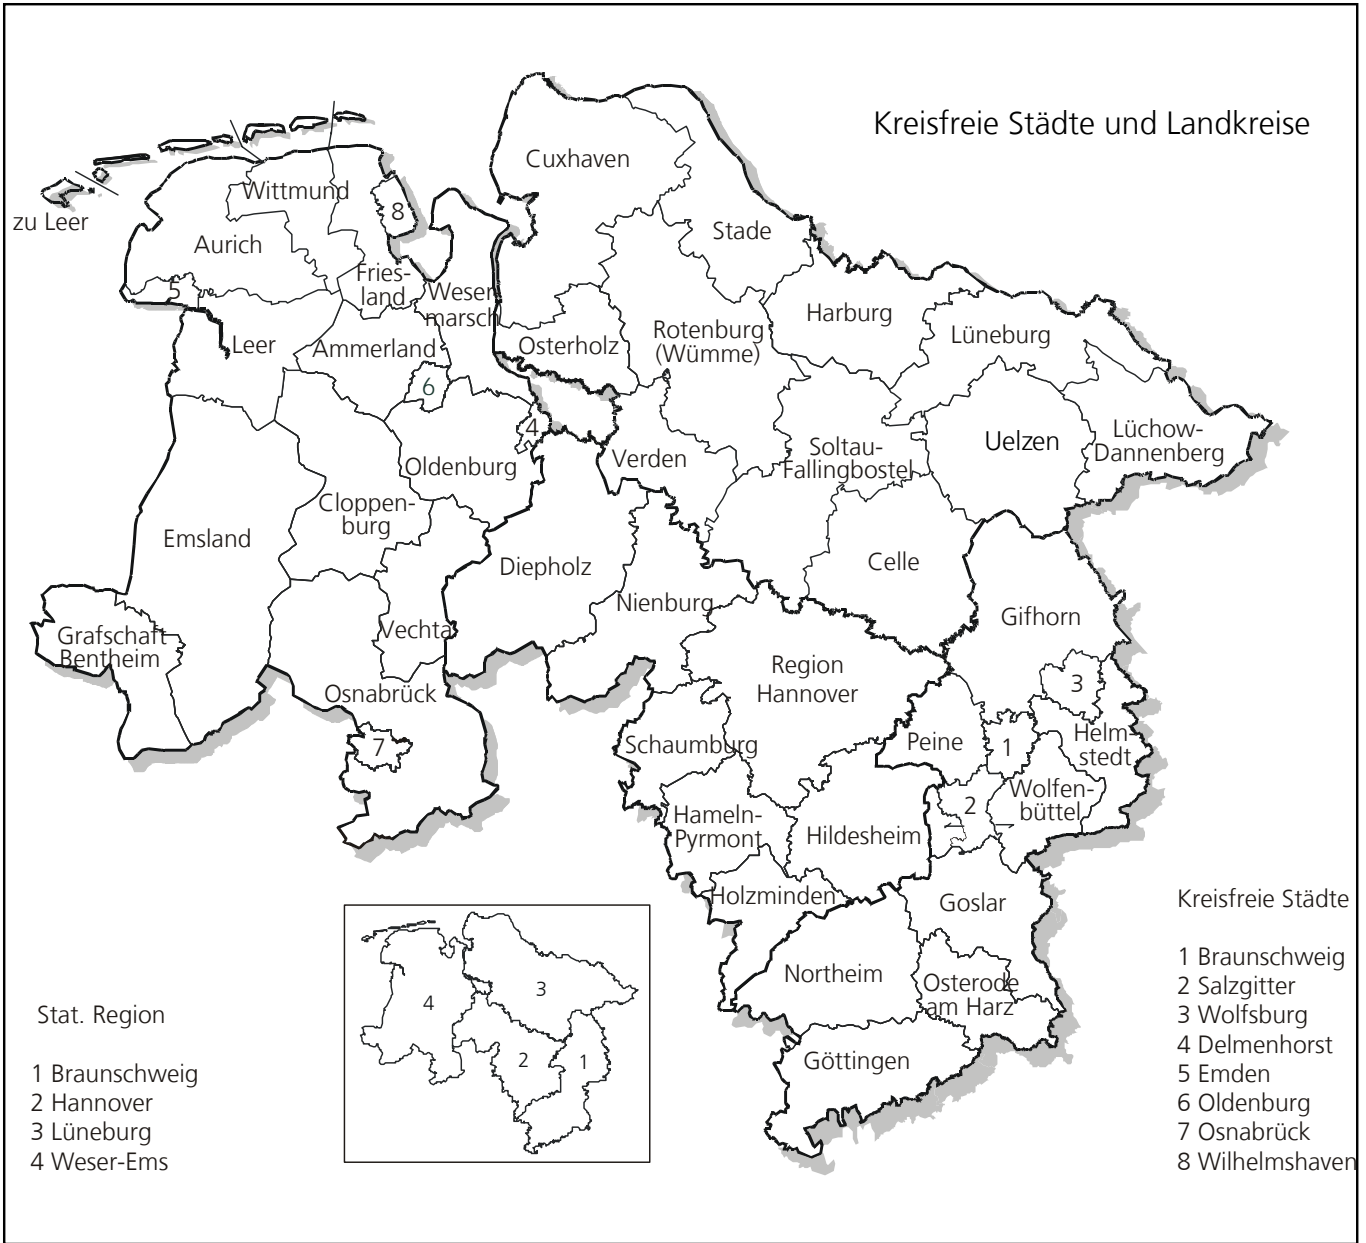 Kreisfreie Städte und Landkreise
Cuxhaven
Wittmund
8
zu Leer
Stade
Aurich
Fries-
land
5
Weser
marsch
Harburg
Rotenburg
(Wümme)
Lüneburg
Leer
Ammerland
Osterholz
6
4
Lüchow-
Dannenberg
Uelzen
Soltau-
Fallingbostel
Verden
Oldenburg
Cloppen-
burg
Emsland
Diepholz
Celle
Nienburg
Gifhorn
Vechta
Grafschaft
Bentheim
Region
Hannover
3
Osnabrück
7
Schaumburg
Peine
1
Helm-
stedt
Wolfen-
büttel
2
Hameln-
Pyrmont
Hildesheim
Holzminden
Goslar
Northeim
Osterode
am Harz
Göttingen
Kreisfreie Städte
1 Braunschweig
2 Salzgitter
3 Wolfsburg
4 Delmenhorst
5 Emden
6 Oldenburg
7 Osnabrück
8 Wilhelmshaven
Stat. Region
1 Braunschweig
2 Hannover
3 Lüneburg
4 Weser-Ems
4
3
2
1